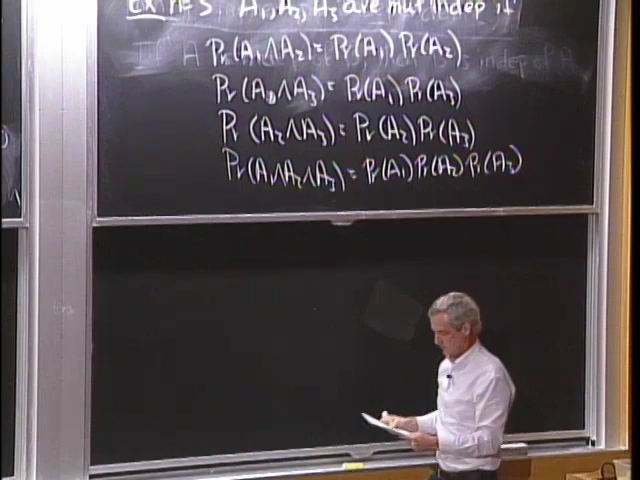 Ex n=3 A₁, A₂, A₃ are mut indep if
Pr(A₁∧A₂) = Pr(A₁) Pr(A₂)
Pr(A₁∧A₃) = Pr(A₁) Pr(A₃)
Pr(A₂∧A₃) = Pr(A₂) Pr(A₃)
Pr(A₁∧A₂∧A₃) = Pr(A₁) Pr(A₂) Pr(A₃)